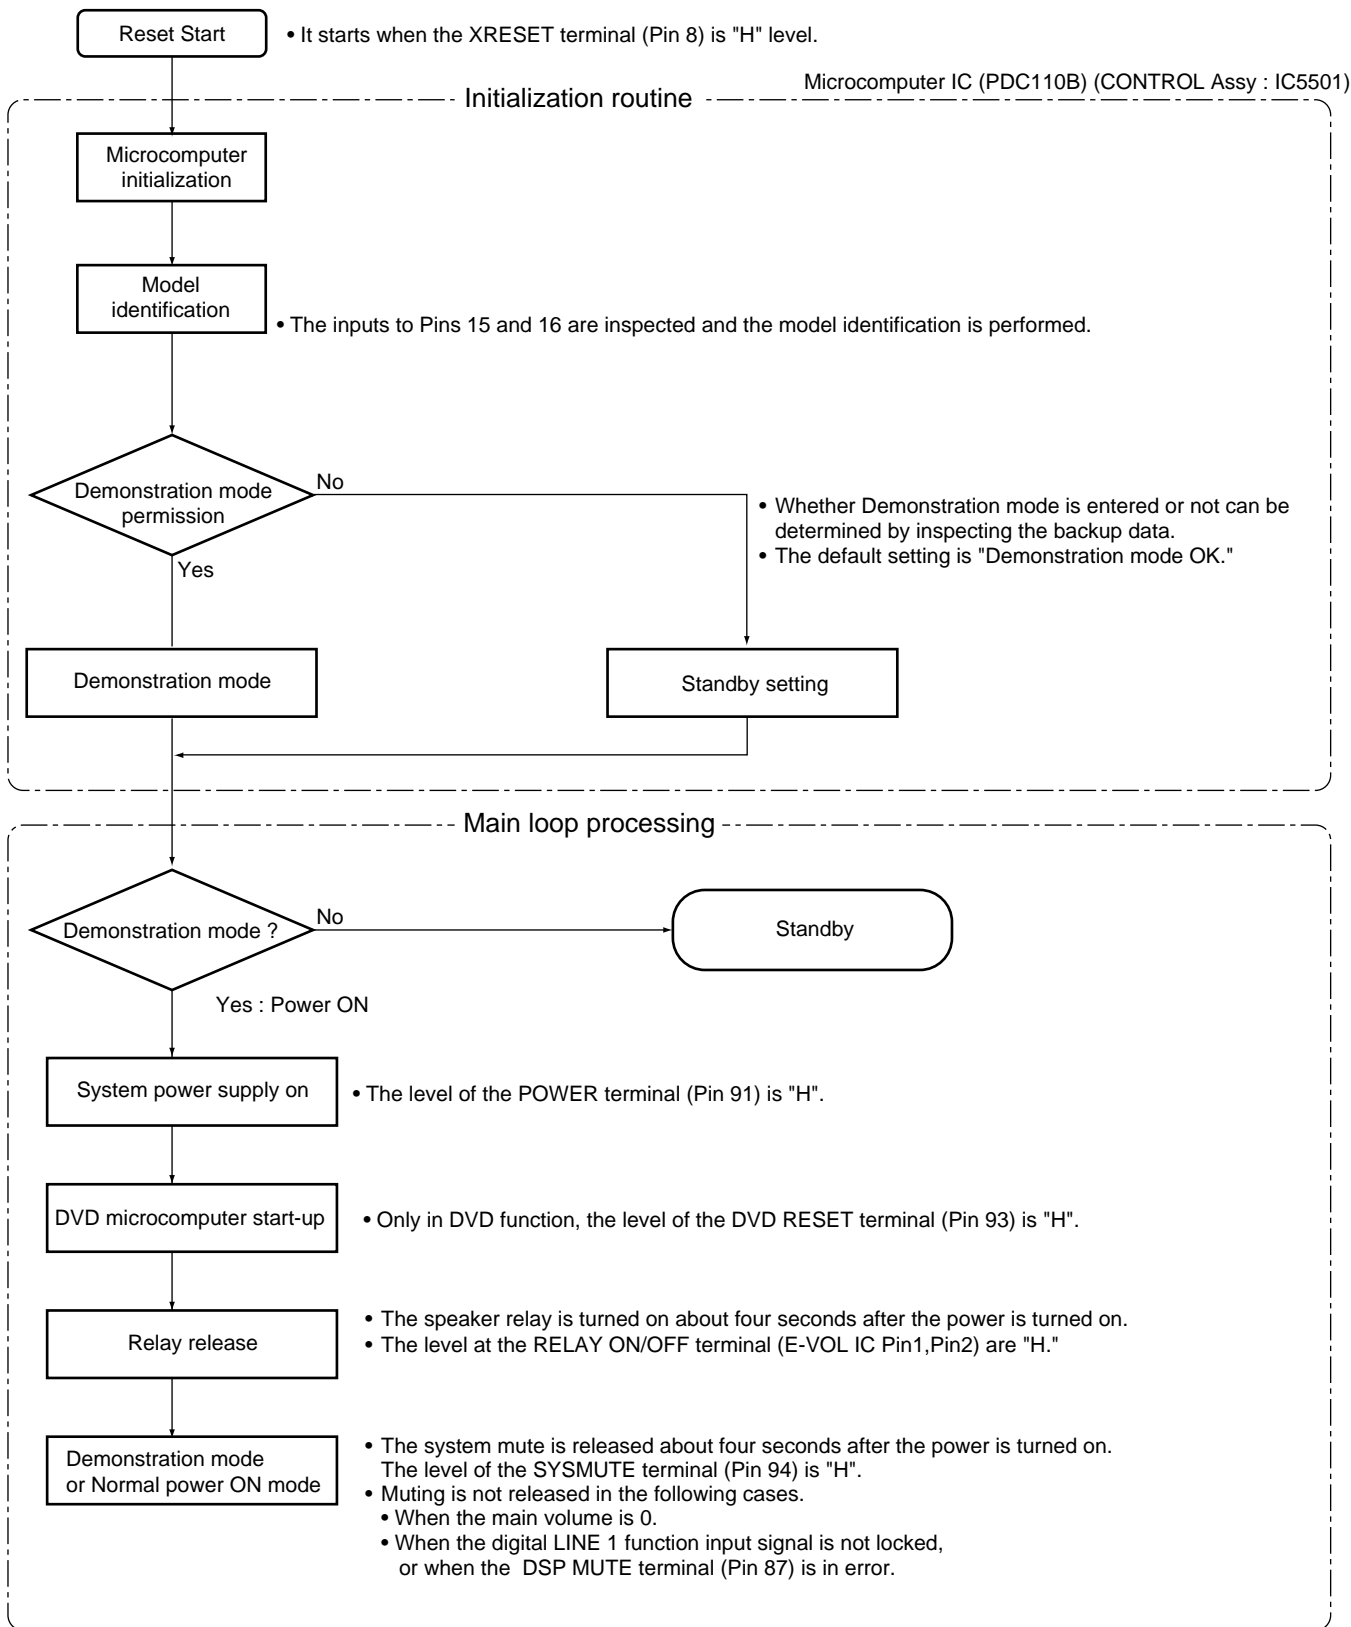 Reset Start
• It starts when the XRESET terminal (Pin 8) is "H" level.
Microcomputer IC (PDC110B) (CONTROL Assy : IC5501)
Initialization routine
Microcomputer
initialization
Model
identification
• The inputs to Pins 15 and 16 are inspected and the model identification is performed.
Demonstration mode
permission
No
Yes
• Whether Demonstration mode is entered or not can be
determined by inspecting the backup data.
• The default setting is "Demonstration mode OK."
Demonstration mode
Standby setting
Main loop processing
Demonstration mode ?
No
Standby
Yes : Power ON
System power supply on
• The level of the POWER terminal (Pin 91) is "H".
DVD microcomputer start-up
• Only in DVD function, the level of the DVD RESET terminal (Pin 93) is "H".
Relay release
• The speaker relay is turned on about four seconds after the power is turned on.
• The level at the RELAY ON/OFF terminal (E-VOL IC Pin1,Pin2) are "H."
Demonstration mode
or Normal power ON mode
• The system mute is released about four seconds after the power is turned on.
The level of the SYSMUTE terminal (Pin 94) is "H".
• Muting is not released in the following cases.
• When the main volume is 0.
• When the digital LINE 1 function input signal is not locked,
or when the DSP MUTE terminal (Pin 87) is in error.